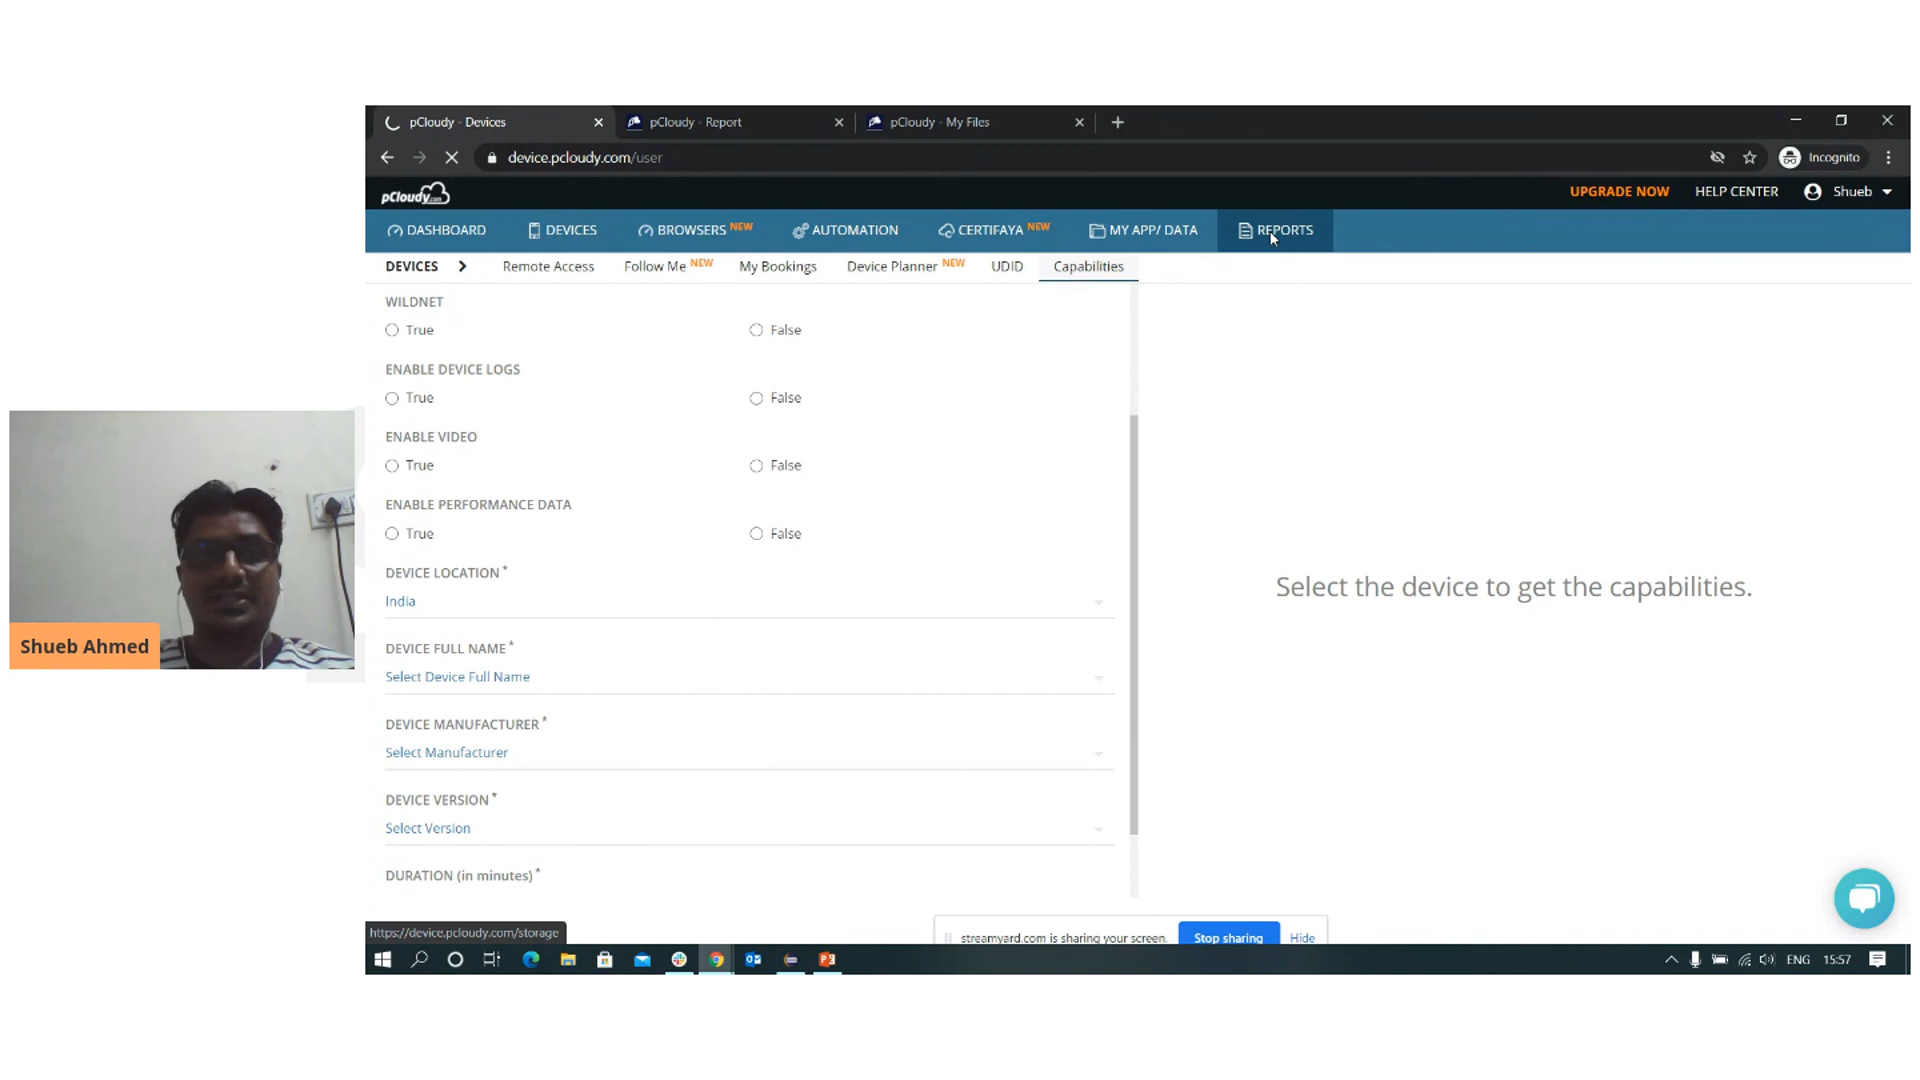 pCloudy - Devices
pCloudy - Report
pCloudy - My Files
device.pcloudy.com/user
Incognito
pCloudy.com
UPGRADE NOW
HELP CENTER
Shueb
DASHBOARD
DEVICES
BROWSERS NEW
AUTOMATION
CERTIFAYA NEW
MY APP/ DATA
REPORTS
DEVICES
Remote Access
Follow Me NEW
My Bookings
Device Planner NEW
UDID
Capabilities
WILDNET
True False
ENABLE DEVICE LOGS
True False
ENABLE VIDEO
True False
ENABLE PERFORMANCE DATA
True False
DEVICE LOCATION *
India
DEVICE FULL NAME *
Select Device Full Name
DEVICE MANUFACTURER *
Select Manufacturer
DEVICE VERSION *
Select Version
DURATION (in minutes) *
Select the device to get the capabilities.
Shueb Ahmed
https://device.pcloudy.com/storage
streamyard.com is sharing your screen.
Stop sharing
Hide
ENG
15:57